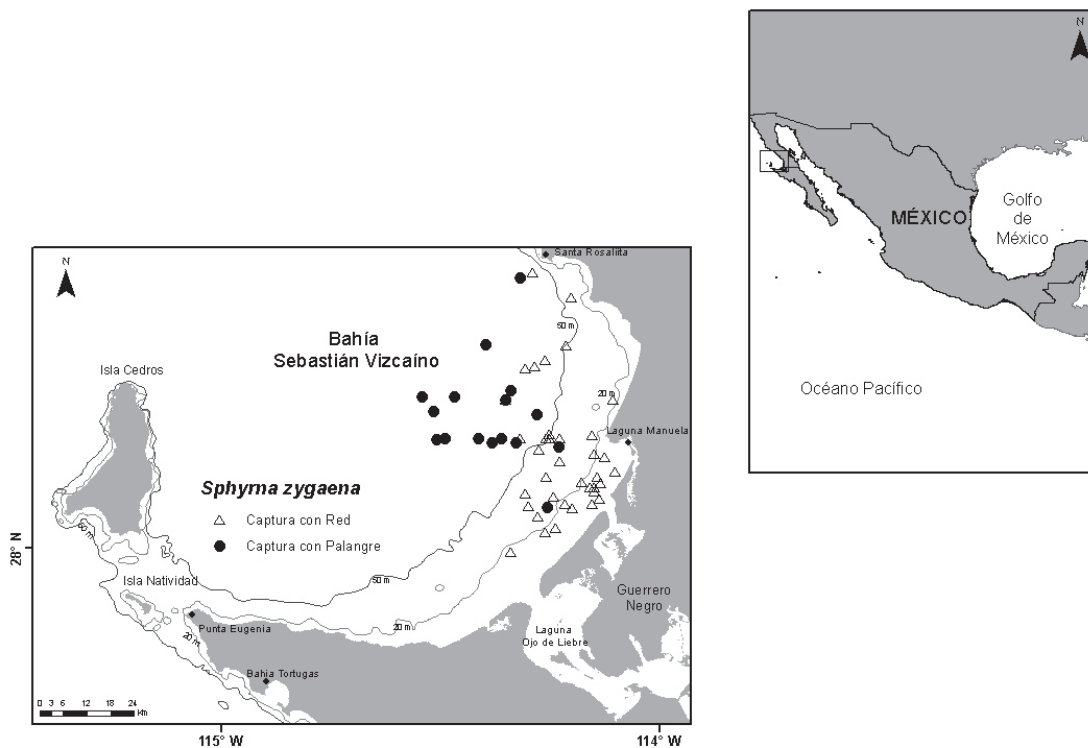 N
MÉXICO
Golfo
de
México
Océano Pacífico
N
Santa Rosaliita
50 m
Bahía
Sebastián Vizcaíno
Isla Cedros
20 m
Laguna Manuela
Sphyrna zygaena
Captura con Red
Captura con Palangre
50 m
28° N
Isla Natividad
50 m
Guerrero
Negro
Punta Eugenia
20 m
20 m
Laguna
Ojo de Liebre
Bahia Tortugas
0 3 6 12 18 24
km
115° W
114° W